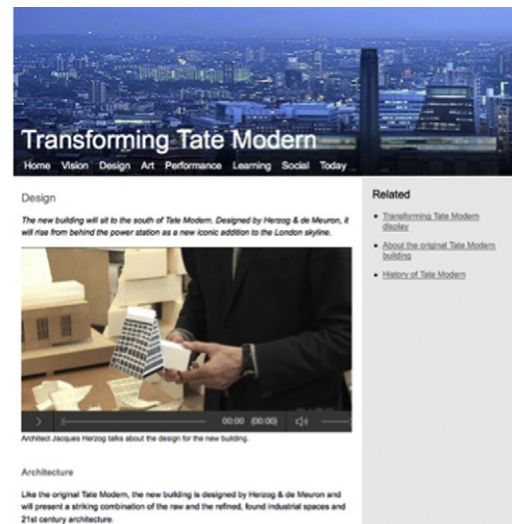 Transforming Tate Modern
Home Vision Design Art Performance Learning Social Today
Design
The new building will sit to the south of Tate Modern. Designed by Herzog & de Meuron, it
will rise from behind the power station as a new iconic addition to the London skyline.
00:00 (00:00)
Architect Jacques Herzog talks about the design for the new building.
Architecture
Like the original Tate Modern, the new building is designed by Herzog & de Meuron and
will present a striking combination of the raw and the refined, found industrial spaces and
21st century architecture.
Related
Transforming Tate Modern
display
About the original Tate Modern
building
History of Tate Modern